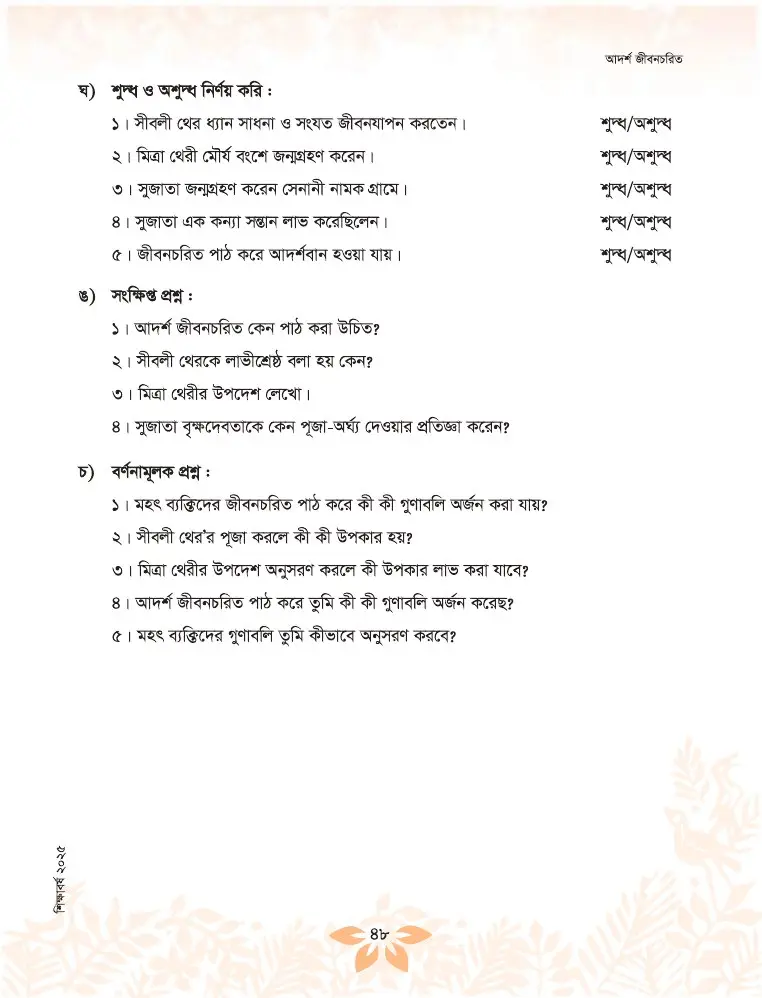 আদর্শ জীবনচরিত
ঘ) শুদ্ধ ও অশুদ্ধ নির্ণয় করি :
১। সীবলী থের ধ্যান সাধনা ও সংযত জীবনযাপন করতেন। শুদ্ধ/অশুদ্ধ
২। মিত্রা থেরী মৌর্য বংশে জন্মগ্রহণ করেন। শুদ্ধ/অশুদ্ধ
৩। সুজাতা জন্মগ্রহণ করেন সেনানী নামক গ্রামে। শুদ্ধ/অশুদ্ধ
৪। সুজাতা এক কন্যা সন্তান লাভ করেছিলেন। শুদ্ধ/অশুদ্ধ
৫। জীবনচরিত পাঠ করে আদর্শবান হওয়া যায়। শুদ্ধ/অশুদ্ধ
ঙ) সংক্ষিপ্ত প্রশ্ন :
১। আদর্শ জীবনচরিত কেন পাঠ করা উচিত?
২। সীবলী থেরকে লাভীশ্রেষ্ঠ বলা হয় কেন?
৩। মিত্রা থেরীর উপদেশ লেখো।
৪। সুজাতা বৃক্ষদেবতাকে কেন পূজা-অর্ঘ্য দেওয়ার প্রতিজ্ঞা করেন?
চ) বর্ণনামূলক প্রশ্ন :
১। মহৎ ব্যক্তিদের জীবনচরিত পাঠ করে কী কী গুণাবলি অর্জন করা যায়?
২। সীবলী থের'র পূজা করলে কী কী উপকার হয়?
৩। মিত্রা থেরীর উপদেশ অনুসরণ করলে কী উপকার লাভ করা যাবে?
৪। আদর্শ জীবনচরিত পাঠ করে তুমি কী কী গুণাবলি অর্জন করেছ?
৫। মহৎ ব্যক্তিদের গুণাবলি তুমি কীভাবে অনুসরণ করবে?
শিক্ষাবর্ষ ২০২৫
৪৮